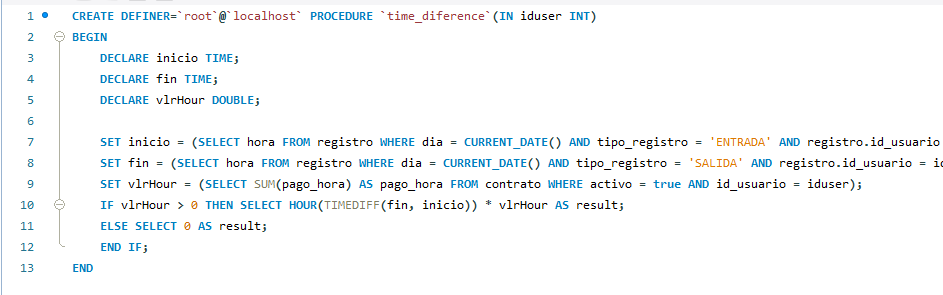 1 CREATE DEFINER=`root`@`localhost` PROCEDURE `time_diference`(IN iduser INT)
2 BEGIN
3 DECLARE inicio TIME;
4 DECLARE fin TIME;
5 DECLARE vlrHour DOUBLE;
6
7 SET inicio = (SELECT hora FROM registro WHERE dia = CURRENT_DATE() AND tipo_registro = 'ENTRADA' AND registro.id_usuario
8 SET fin = (SELECT hora FROM registro WHERE dia = CURRENT_DATE() AND tipo_registro = 'SALIDA' AND registro.id_usuario =
9 SET vlrHour = (SELECT SUM(pago_hora) AS pago_hora FROM contrato WHERE activo = true AND id_usuario = iduser);
10 IF vlrHour > 0 THEN SELECT HOUR(TIMEDIFF(fin, inicio)) * vlrHour AS result;
11 ELSE SELECT 0 AS result;
12 END IF;
13 END